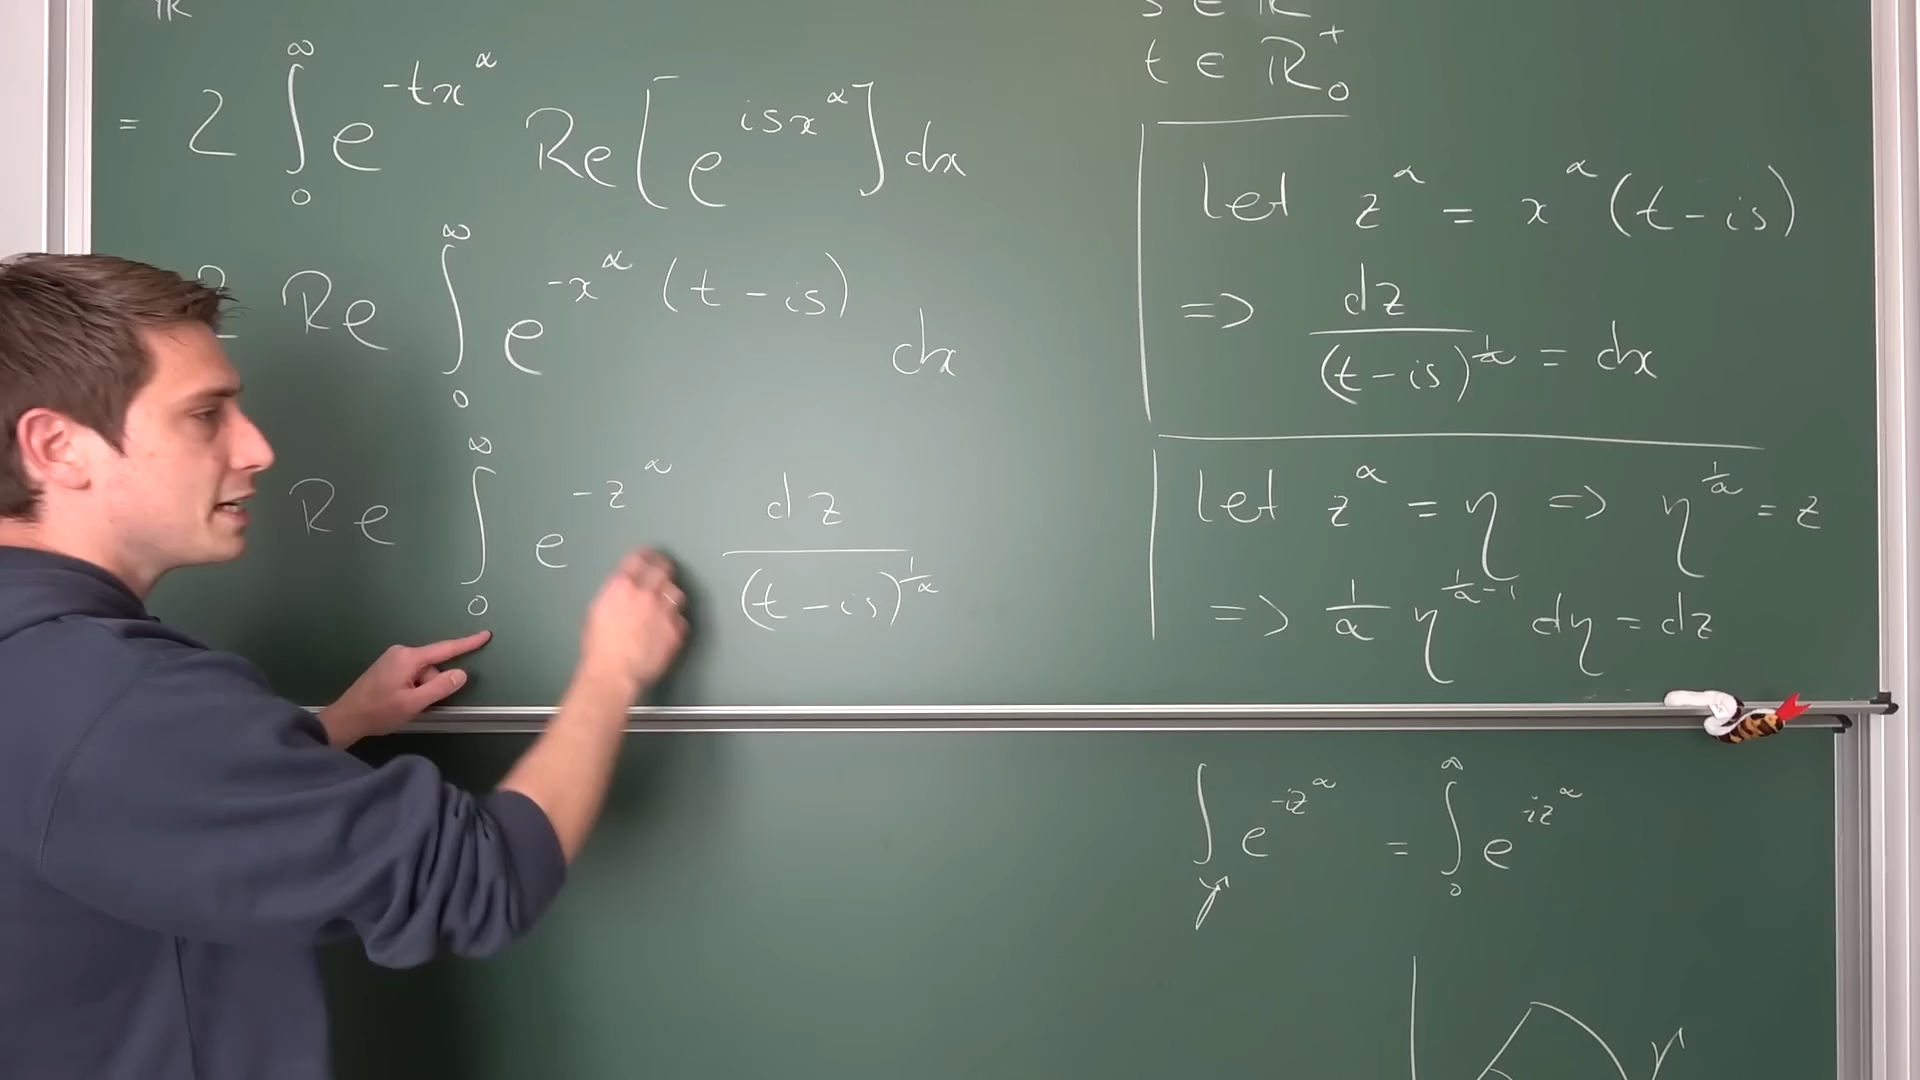 ℝ
= 2 ∫₀^∞ e^{-tx^α} Re[e^{isx^α}] dx
2 Re ∫₀^∞ e^{-x^α (t-is)} dx
Re ∫₀^∞ e^{-z^α} dz/(t-is)^{1/α}
s ∈ ℝ
t ∈ ℝ₀⁺
Let z^α = x^α (t-is)
=> dz/(t-is)^{1/α} = dx
Let z^α = η => η^{1/α} = z
=> 1/α η^{1/α-1} dη = dz
∫_γ e^{-iz^α} = ∫₀^∞ e^{-iz^α}
γ